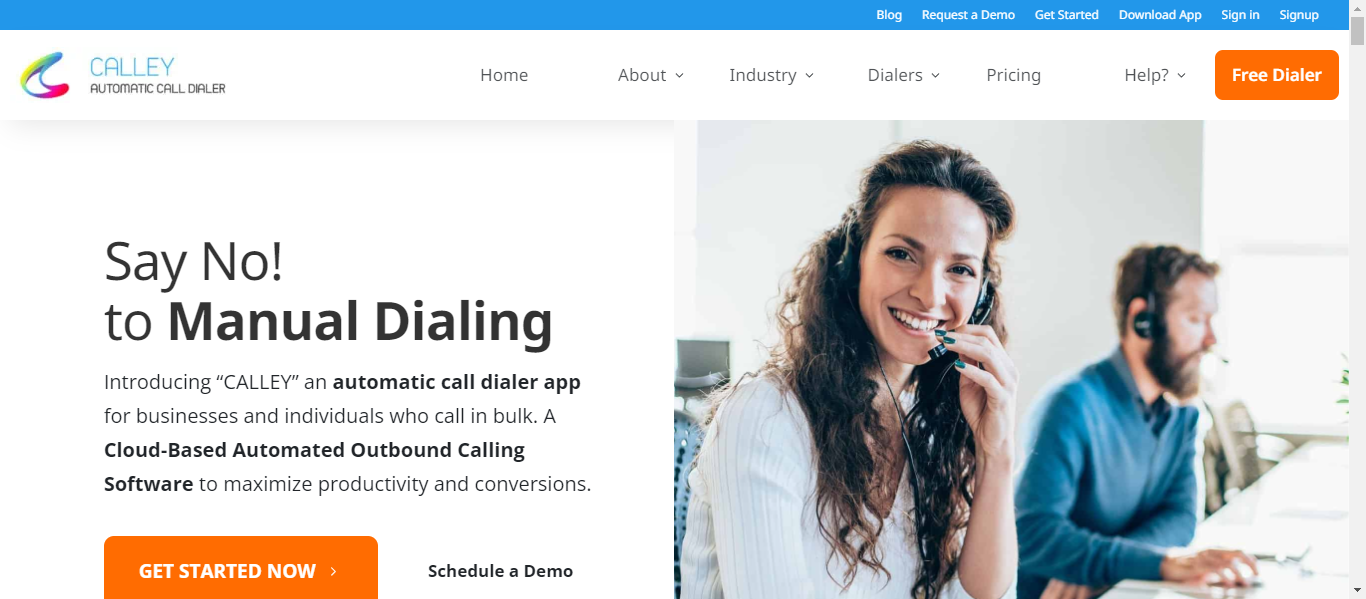 Blog Request a Demo Get Started Download App Sign in Signup
CALLEY
AUTOMATIC CALL DIALER
Home About Industry Dialers Pricing Help? Free Dialer
Say No!
to Manual Dialing
Introducing “CALLEY” an automatic call dialer app
for businesses and individuals who call in bulk. A
Cloud-Based Automated Outbound Calling
Software to maximize productivity and conversions.
GET STARTED NOW Schedule a Demo